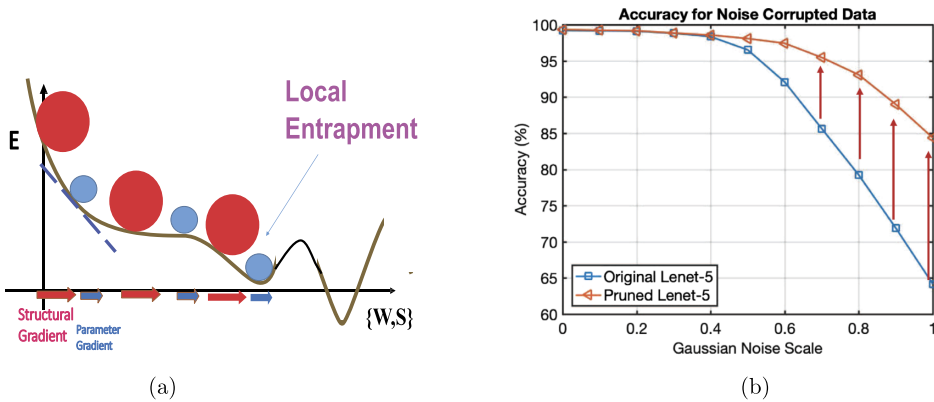 Local
Entrapment
E
Structural
Gradient
Parameter
Gradient
{W,S}
(a)
Accuracy for Noise Corrupted Data
Accuracy (%)
100
95
90
85
80
75
70
65
60
Original Lenet-5
Pruned Lenet-5
0 0.2 0.4 0.6 0.8 1
Gaussian Noise Scale
(b)